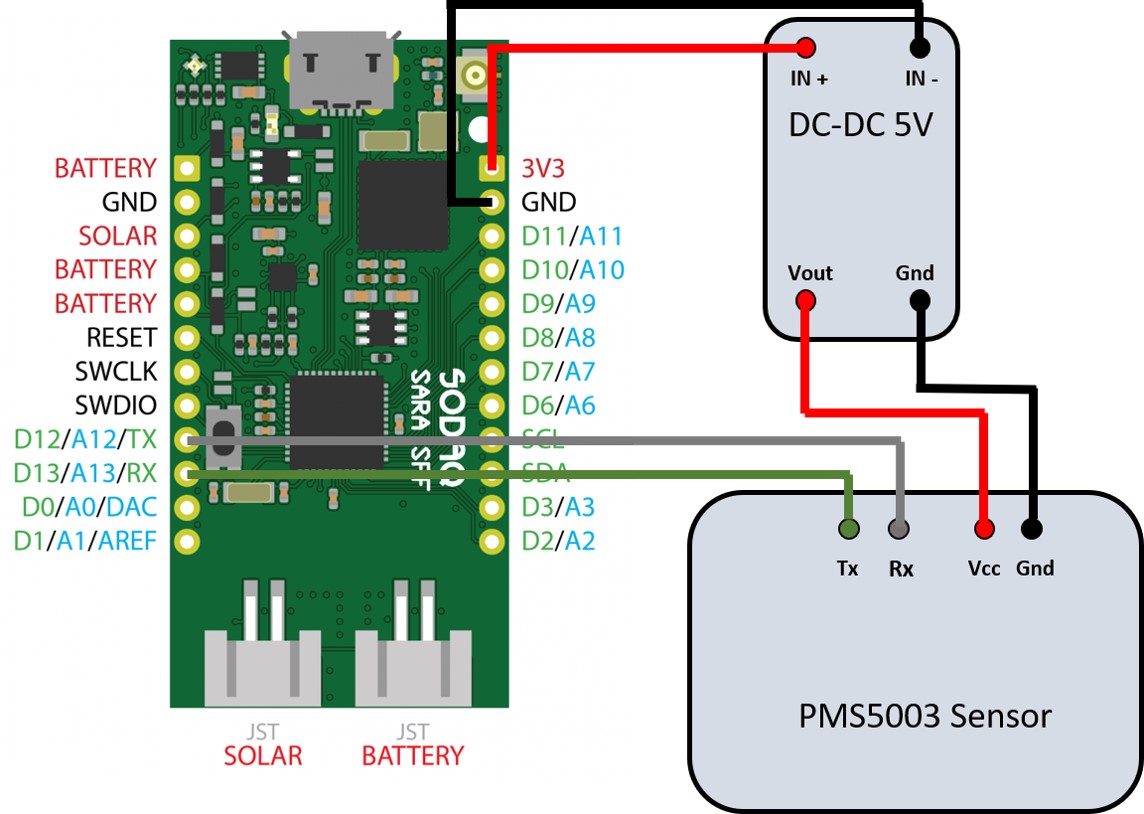 BATTERY
GND
SOLAR
BATTERY
BATTERY
RESET
SWCLK
SWDIO
D12/A12/TX
D13/A13/RX
D0/A0/DAC
D1/A1/AREF
SODAQ
SARA SFF
3V3
GND
D11/A11
D10/A10
D9/A9
D8/A8
D7/A7
D6/A6
SCL
SDA
D3/A3
D2/A2
JST
SOLAR
JST
BATTERY
IN + IN -
DC-DC 5V
Vout Gnd
Tx Rx Vcc Gnd
PMS5003 Sensor